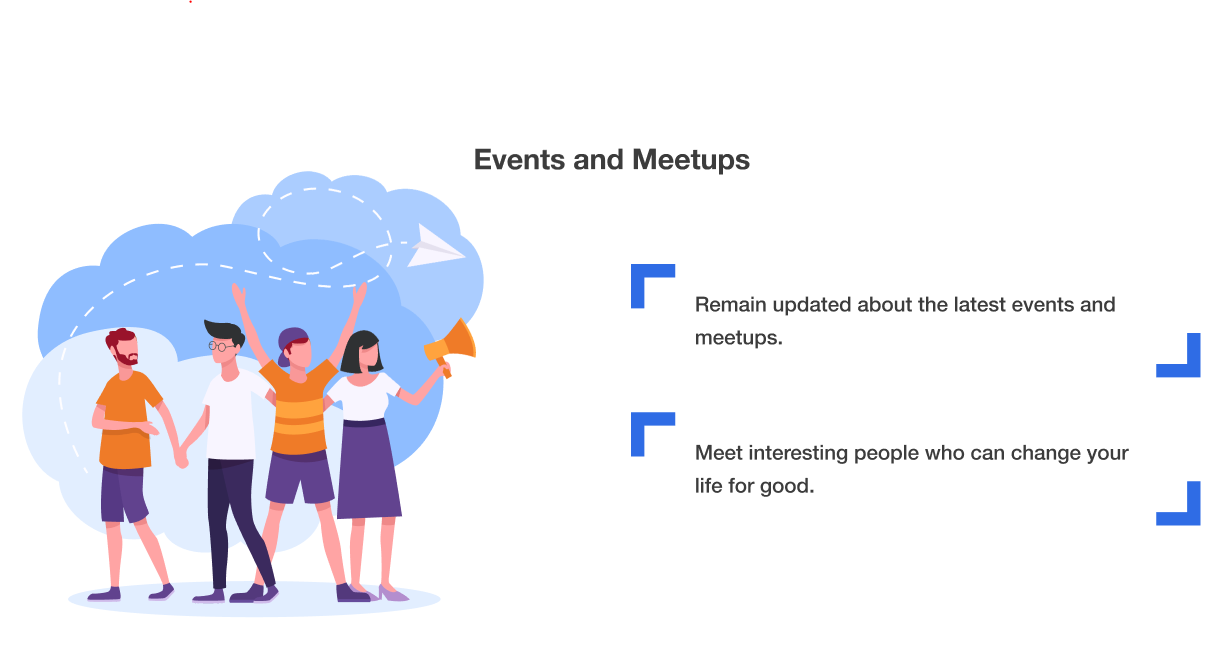 Events and Meetups
Remain updated about the latest events and
meetups.
Meet interesting people who can change your
life for good.